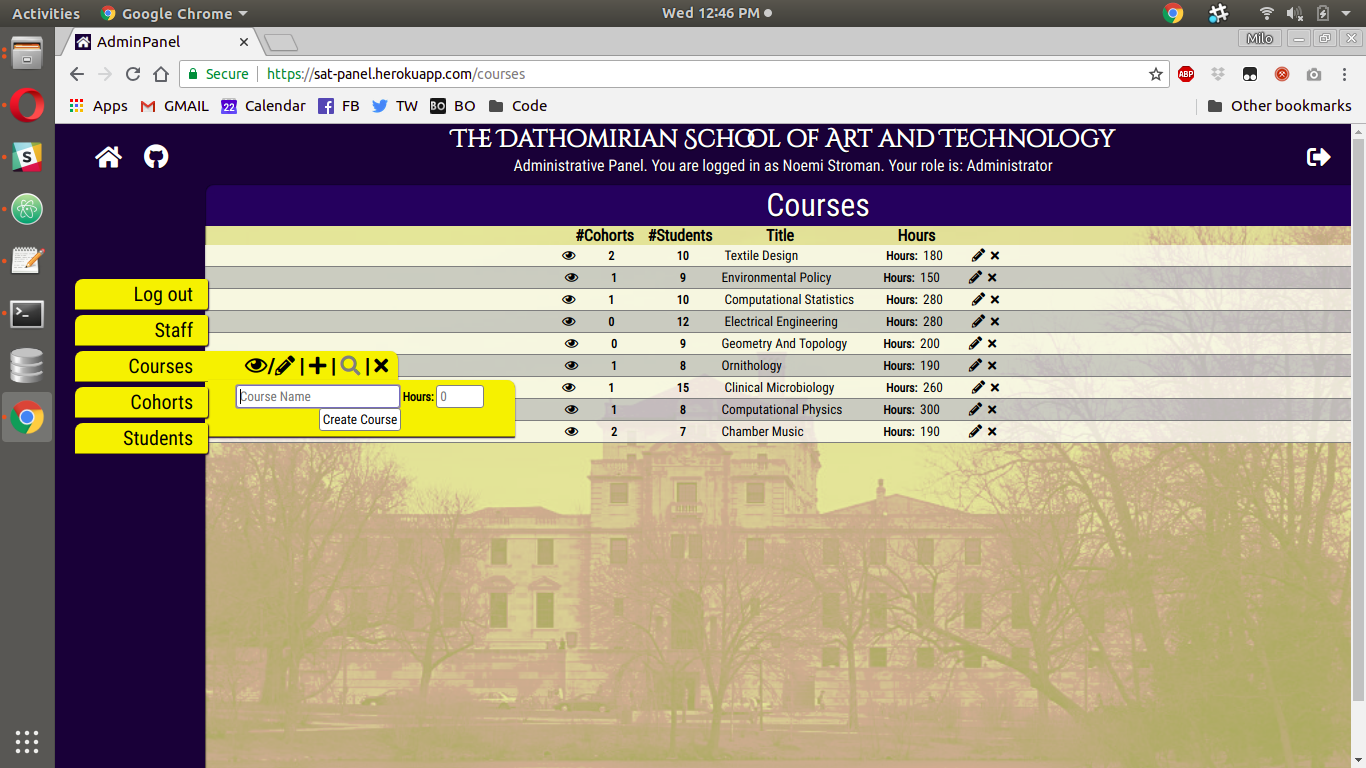 Activities Google Chrome Wed 12:46 PM
AdminPanel Milo
Secure https://sat-panel.herokuapp.com/courses ABP
Apps GMAIL 22 Calendar FB TW BO BO Code Other bookmarks
The Dathomirian School of Art and Technology
Administrative Panel. You are logged in as Noemi Stroman. Your role is: Administrator
Courses
#Cohorts #Students Title Hours
2 10 Textile Design Hours: 180
1 9 Environmental Policy Hours: 150
1 10 Computational Statistics Hours: 280
0 12 Electrical Engineering Hours: 280
0 9 Geometry And Topology Hours: 200
1 8 Ornithology Hours: 190
1 15 Clinical Microbiology Hours: 260
1 8 Computational Physics Hours: 300
2 7 Chamber Music Hours: 190
Log out
Staff
Courses / | | |
Course Name Hours: 0
Create Course
Cohorts
Students